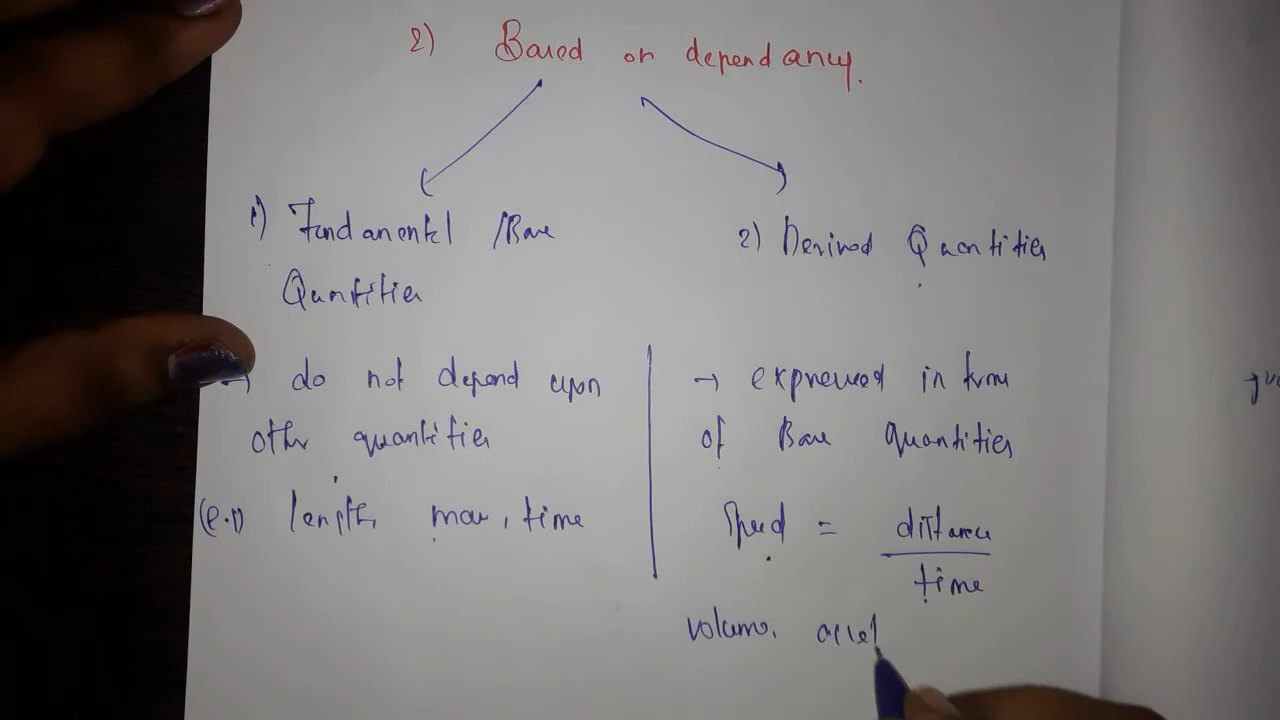 2) Based on dependancy.
1) Fundamental /Base
Quantities
2) Derived Quantities
→ do not depend upon
other quantities
(e.x) length, mass, time
→ expressed in terms
of Base quantities
Speed = distance
time
volume, accel